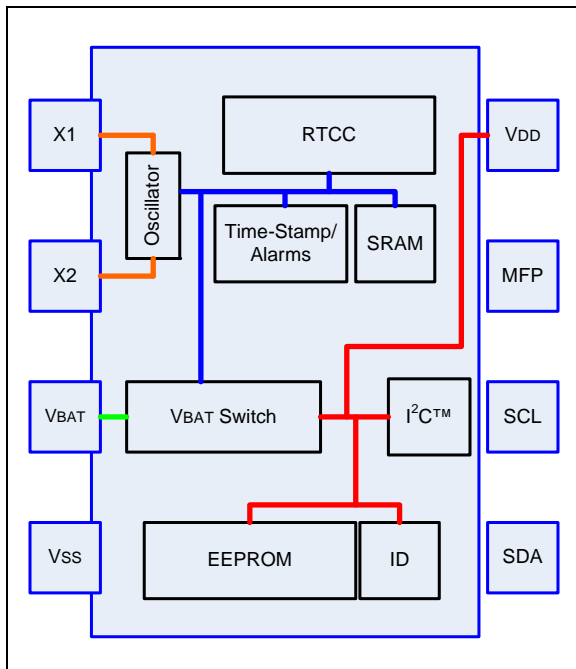 X1
RTCC
VDD
Oscillator
Time-Stamp/
Alarms
SRAM
X2
MFP
VBAT
VBAT Switch
I²C™
SCL
VSS
EEPROM
ID
SDA